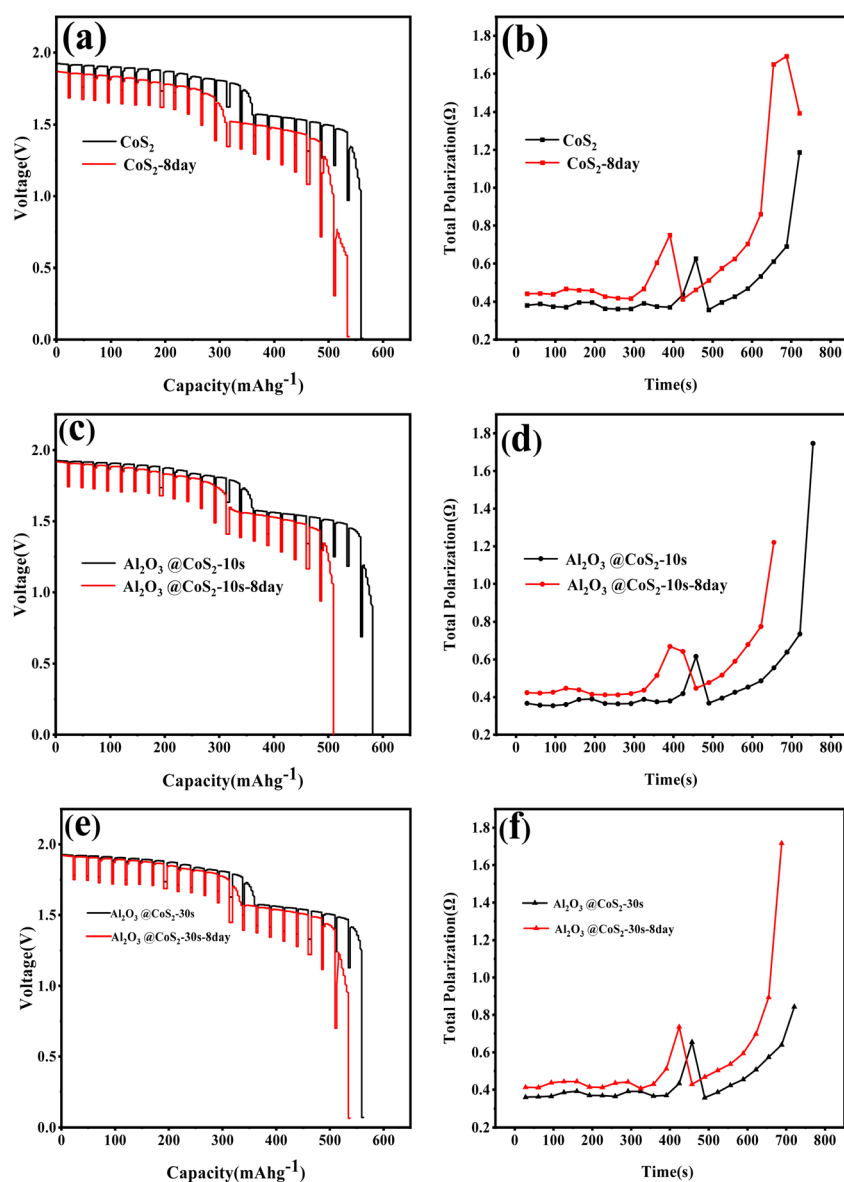 (a)
2.0
1.5
1.0
0.5
0.0
Voltage(V)
CoS₂
CoS₂-8day
0 100 200 300 400 500 600
Capacity(mAhg⁻¹)
(b)
1.8
1.6
1.4
1.2
1.0
0.8
0.6
0.4
0.2
Total Polarization(Ω)
CoS₂
CoS₂-8day
0 100 200 300 400 500 600 700 800
Time(s)
(c)
2.0
1.5
1.0
0.5
0.0
Voltage(V)
Al₂O₃ @CoS₂-10s
Al₂O₃ @CoS₂-10s-8day
0 100 200 300 400 500 600
Capacity(mAhg⁻¹)
(d)
1.8
1.6
1.4
1.2
1.0
0.8
0.6
0.4
0.2
Total Polarization(Ω)
Al₂O₃ @CoS₂-10s
Al₂O₃ @CoS₂-10s-8day
0 100 200 300 400 500 600 700 800
Time(s)
(e)
2.0
1.5
1.0
0.5
0.0
Voltage(V)
Al₂O₃ @CoS₂-30s
Al₂O₃ @CoS₂-30s-8day
0 100 200 300 400 500 600
Capacity(mAhg⁻¹)
(f)
1.8
1.6
1.4
1.2
1.0
0.8
0.6
0.4
0.2
Total Polarization(Ω)
Al₂O₃ @CoS₂-30s
Al₂O₃ @CoS₂-30s-8day
0 100 200 300 400 500 600 700 800
Time(s)